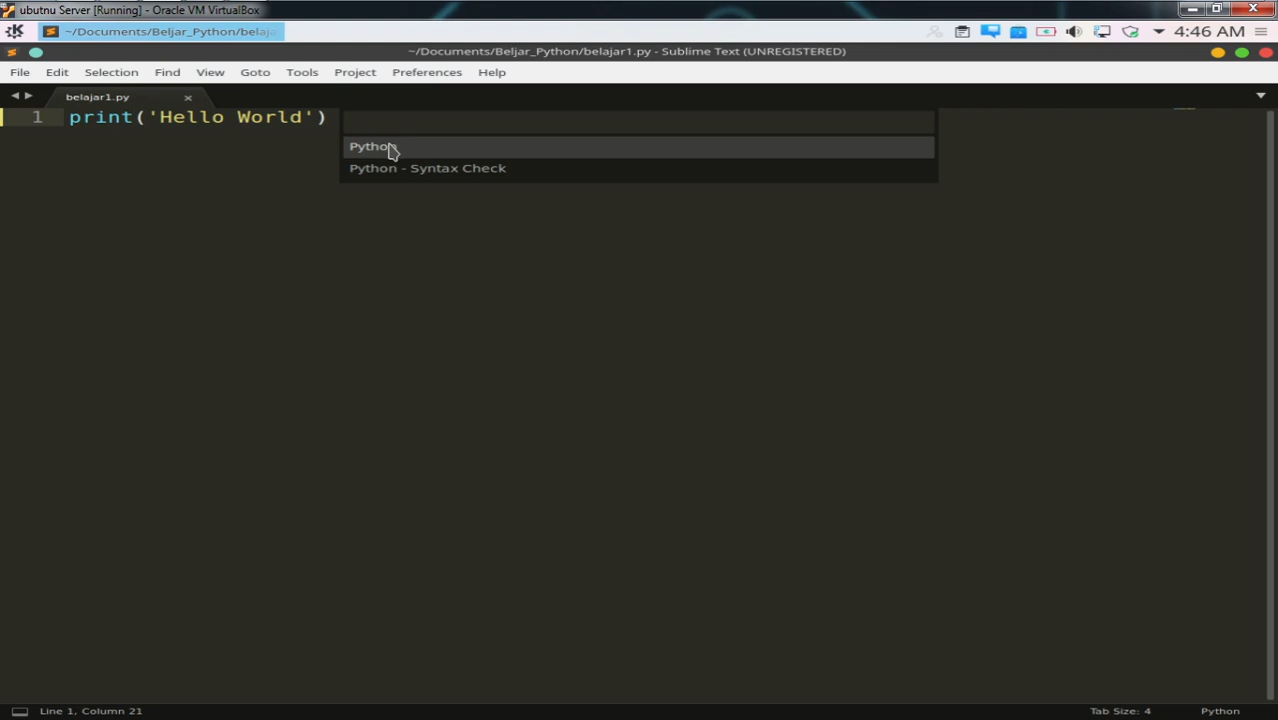 ubutnu Server [Running] - Oracle VM VirtualBox
~/Documents/Beljar_Python/belaja
4:46 AM
~/Documents/Beljar_Python/belajar1.py - Sublime Text (UNREGISTERED)
File Edit Selection Find View Goto Tools Project Preferences Help
belajar1.py
1 print('Hello World')
Python
Python - Syntax Check
Line 1, Column 21 Tab Size: 4 Python